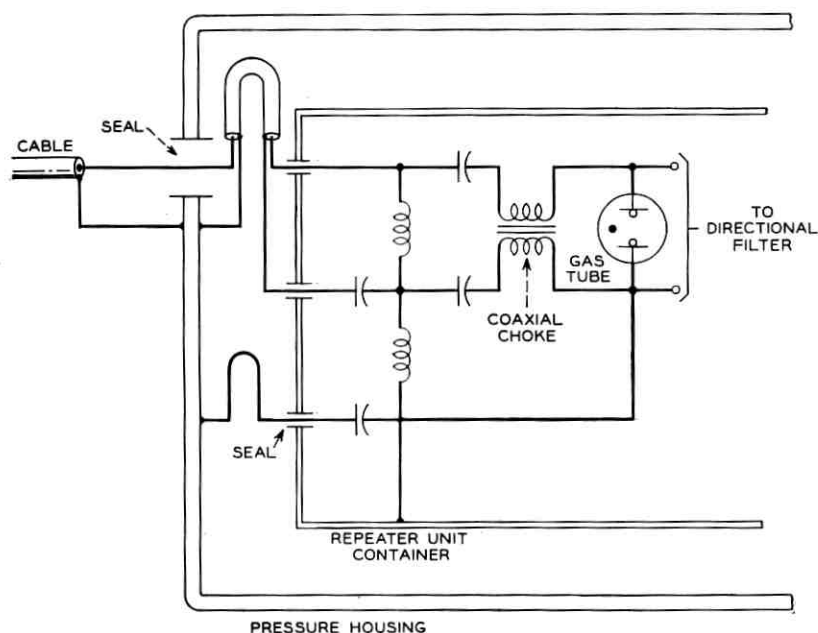 CABLE
SEAL
GAS
TUBE
TO
DIRECTIONAL
FILTER
COAXIAL
CHOKE
SEAL
REPEATER UNIT
CONTAINER
PRESSURE HOUSING